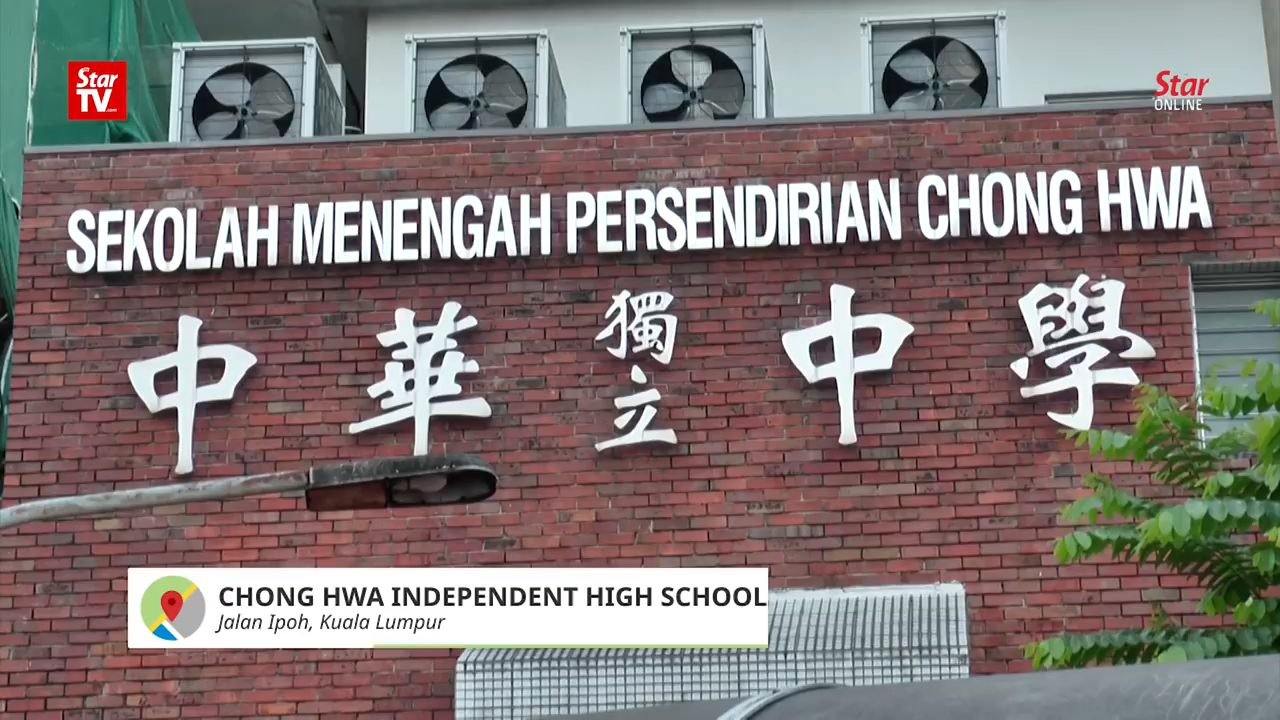 Star
TV.com
Star
ONLINE
SEKOLAH MENENGAH PERSENDIRIAN CHONG HWA
中華獨立中學
CHONG HWA INDEPENDENT HIGH SCHOOL
Jalan Ipoh, Kuala Lumpur